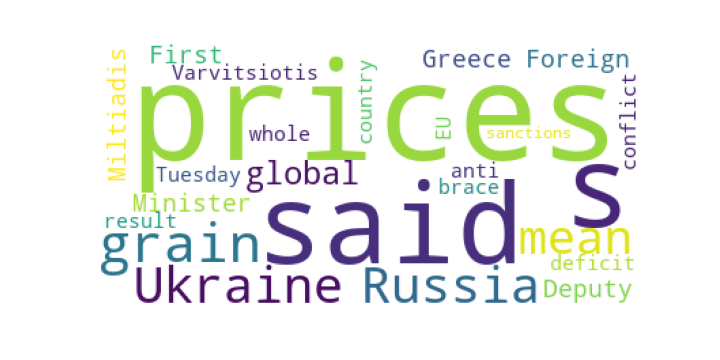 First
Greece Foreign
Miltiadis
Varvitsiotis
prices
country
EU
sanctions
conflict
whole
Tuesday
global
anti
brace
s
Minister
said
result
grain
mean
deficit
Ukraine
Russia
Deputy